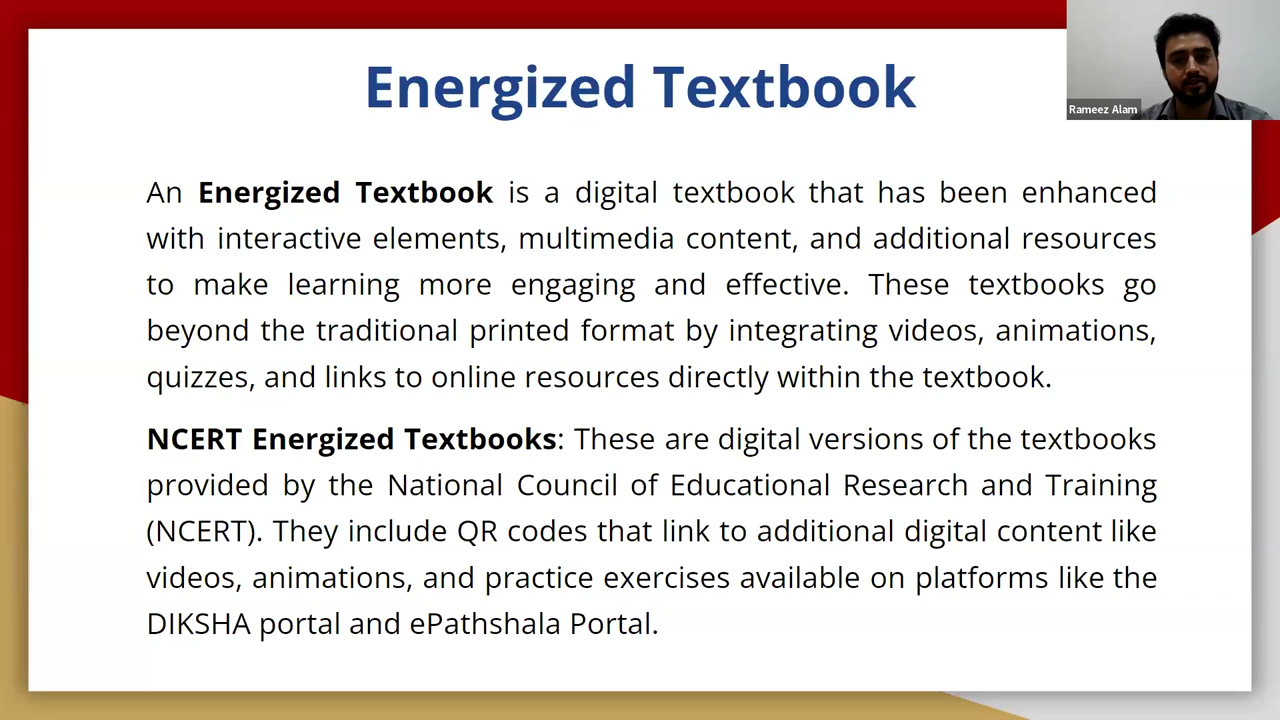 Energized Textbook
Rameez Alam
An Energized Textbook is a digital textbook that has been enhanced
with interactive elements, multimedia content, and additional resources
to make learning more engaging and effective. These textbooks go
beyond the traditional printed format by integrating videos, animations,
quizzes, and links to online resources directly within the textbook.
NCERT Energized Textbooks: These are digital versions of the textbooks
provided by the National Council of Educational Research and Training
(NCERT). They include QR codes that link to additional digital content like
videos, animations, and practice exercises available on platforms like the
DIKSHA portal and ePathshala Portal.